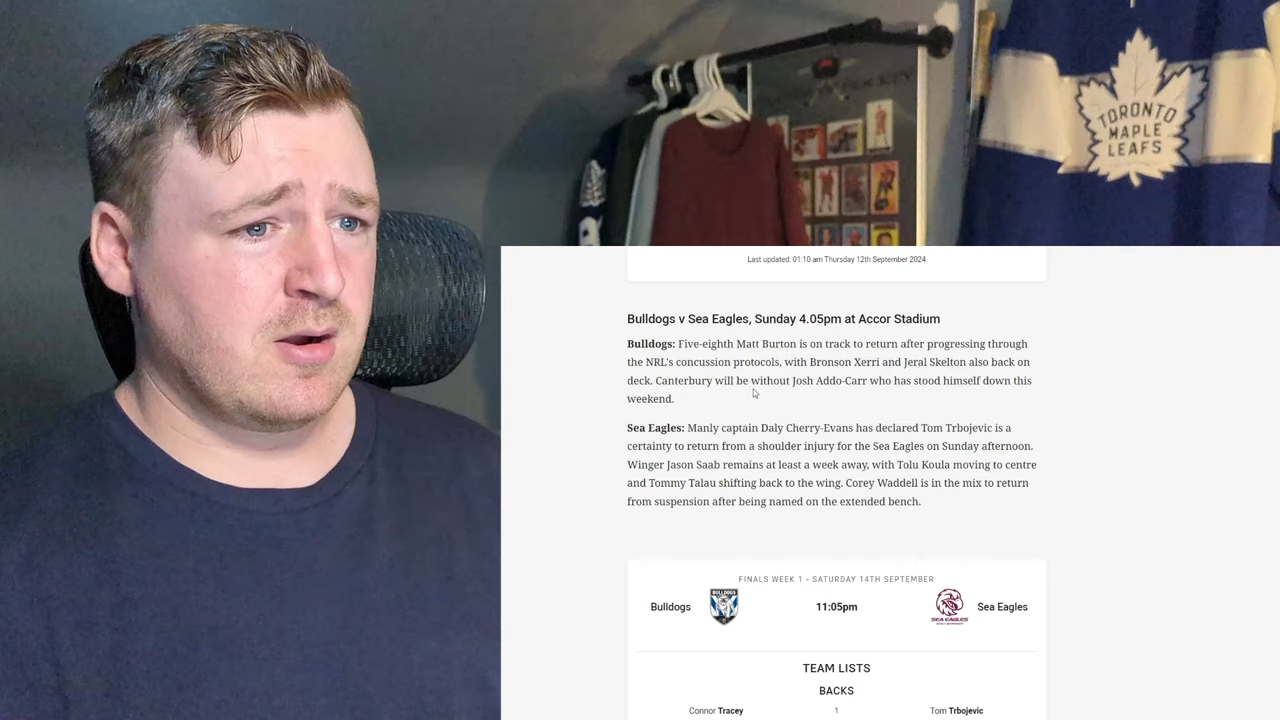 TORONTO
MAPLE
LEAFS
Last updated: 01:10 am Thursday 12th September 2024
Bulldogs v Sea Eagles, Sunday 4.05pm at Accor Stadium
Bulldogs: Five-eighth Matt Burton is on track to return after progressing through
the NRL's concussion protocols, with Bronson Xerri and Jeral Skelton also back on
deck. Canterbury will be without Josh Addo-Carr who has stood himself down this
weekend.
Sea Eagles: Manly captain Daly Cherry-Evans has declared Tom Trbojevic is a
certainty to return from a shoulder injury for the Sea Eagles on Sunday afternoon.
Winger Jason Saab remains at least a week away, with Tolu Koula moving to centre
and Tommy Talau shifting back to the wing. Corey Waddell is in the mix to return
from suspension after being named on the extended bench.
FINALS WEEK 1 - SATURDAY 14TH SEPTEMBER
Bulldogs BULLDOGS 11:05pm SEA EAGLES Sea Eagles
TEAM LISTS
BACKS
Connor Tracey 1 Tom Trbojevic